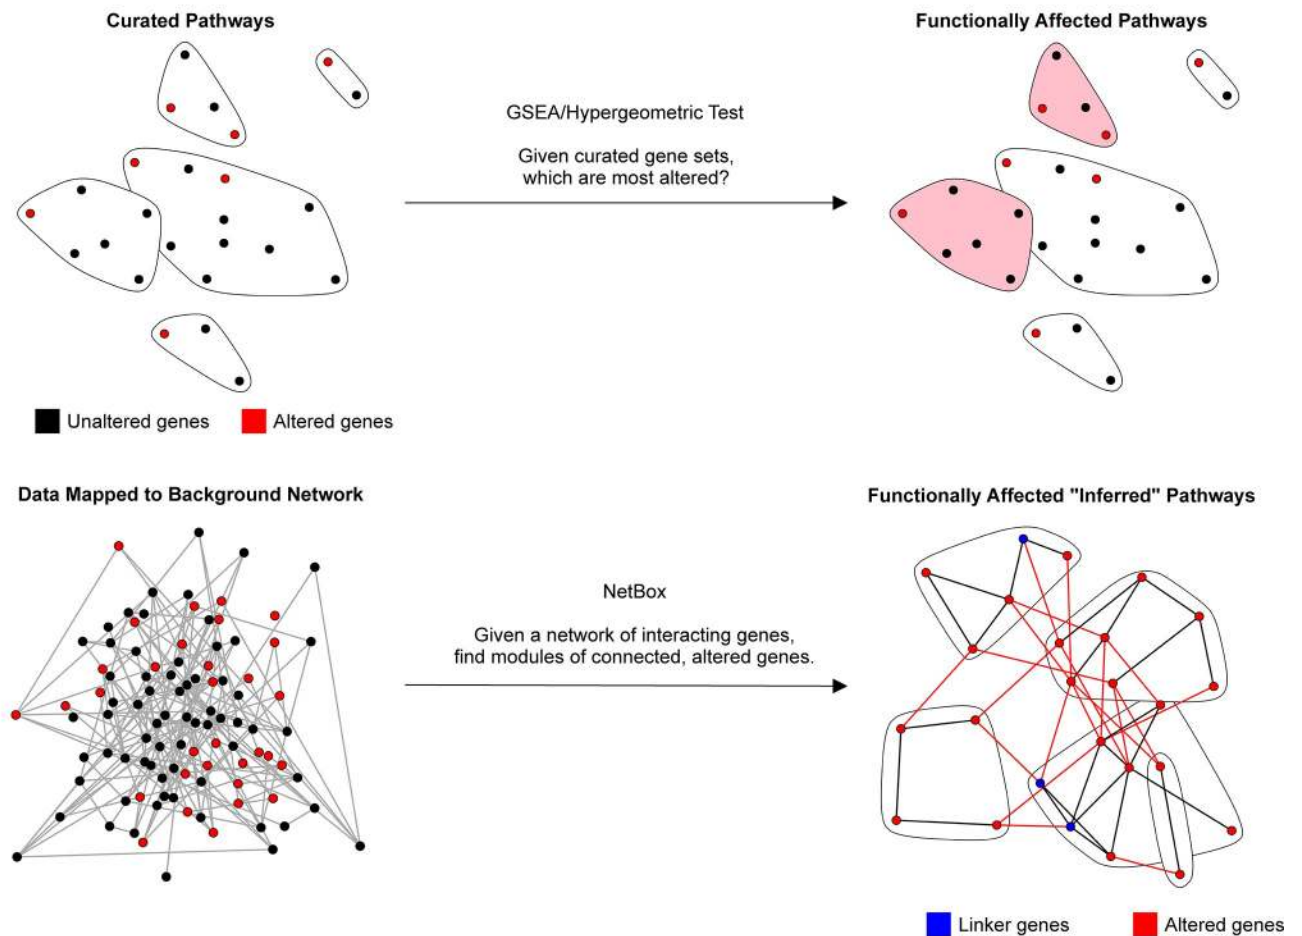 Curated Pathways
Functionally Affected Pathways
GSEA/Hypergeometric Test
Given curated gene sets,
which are most altered?
Unaltered genes
Altered genes
Data Mapped to Background Network
Functionally Affected "Inferred" Pathways
NetBox
Given a network of interacting genes,
find modules of connected, altered genes.
Linker genes
Altered genes